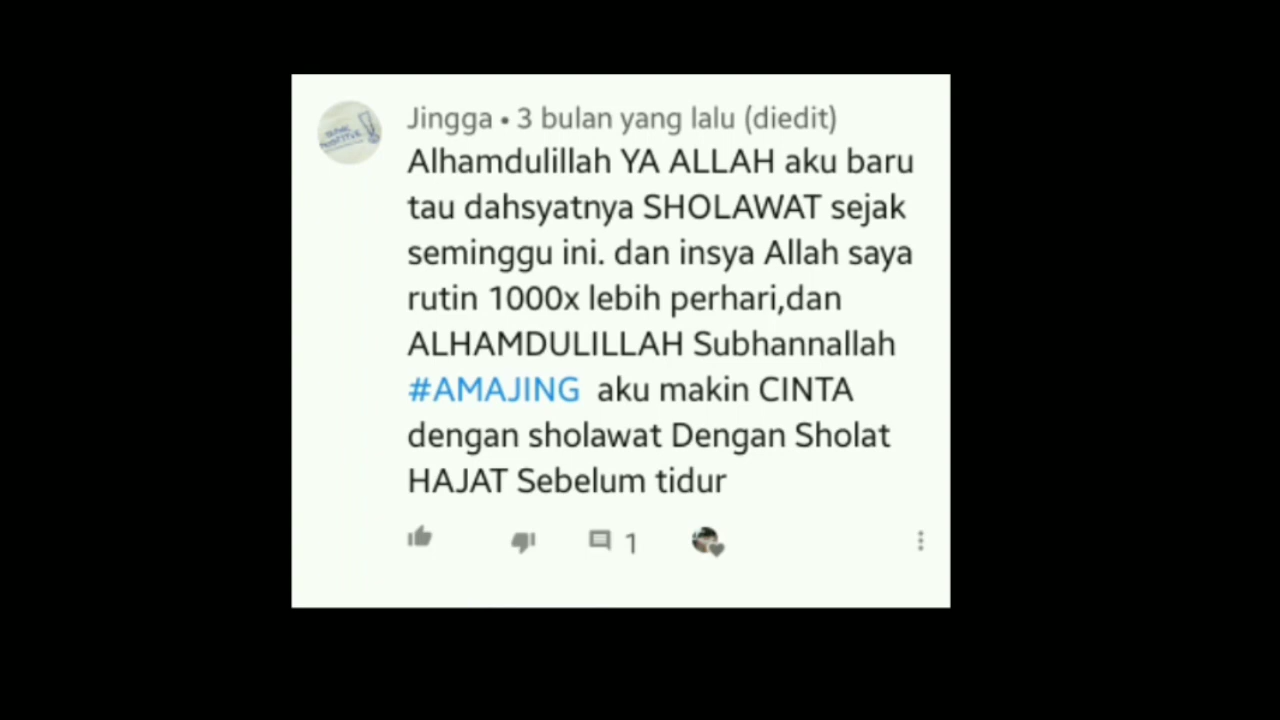 Jingga • 3 bulan yang lalu (diedit)
Alhamdulillah YA ALLAH aku baru
tau dahsyatnya SHOLAWAT sejak
seminggu ini. dan insya Allah saya
rutin 1000x lebih perhari,dan
ALHAMDULILLAH Subhannallah
#AMAJING aku makin CINTA
dengan sholawat Dengan Sholat
HAJAT Sebelum tidur
1